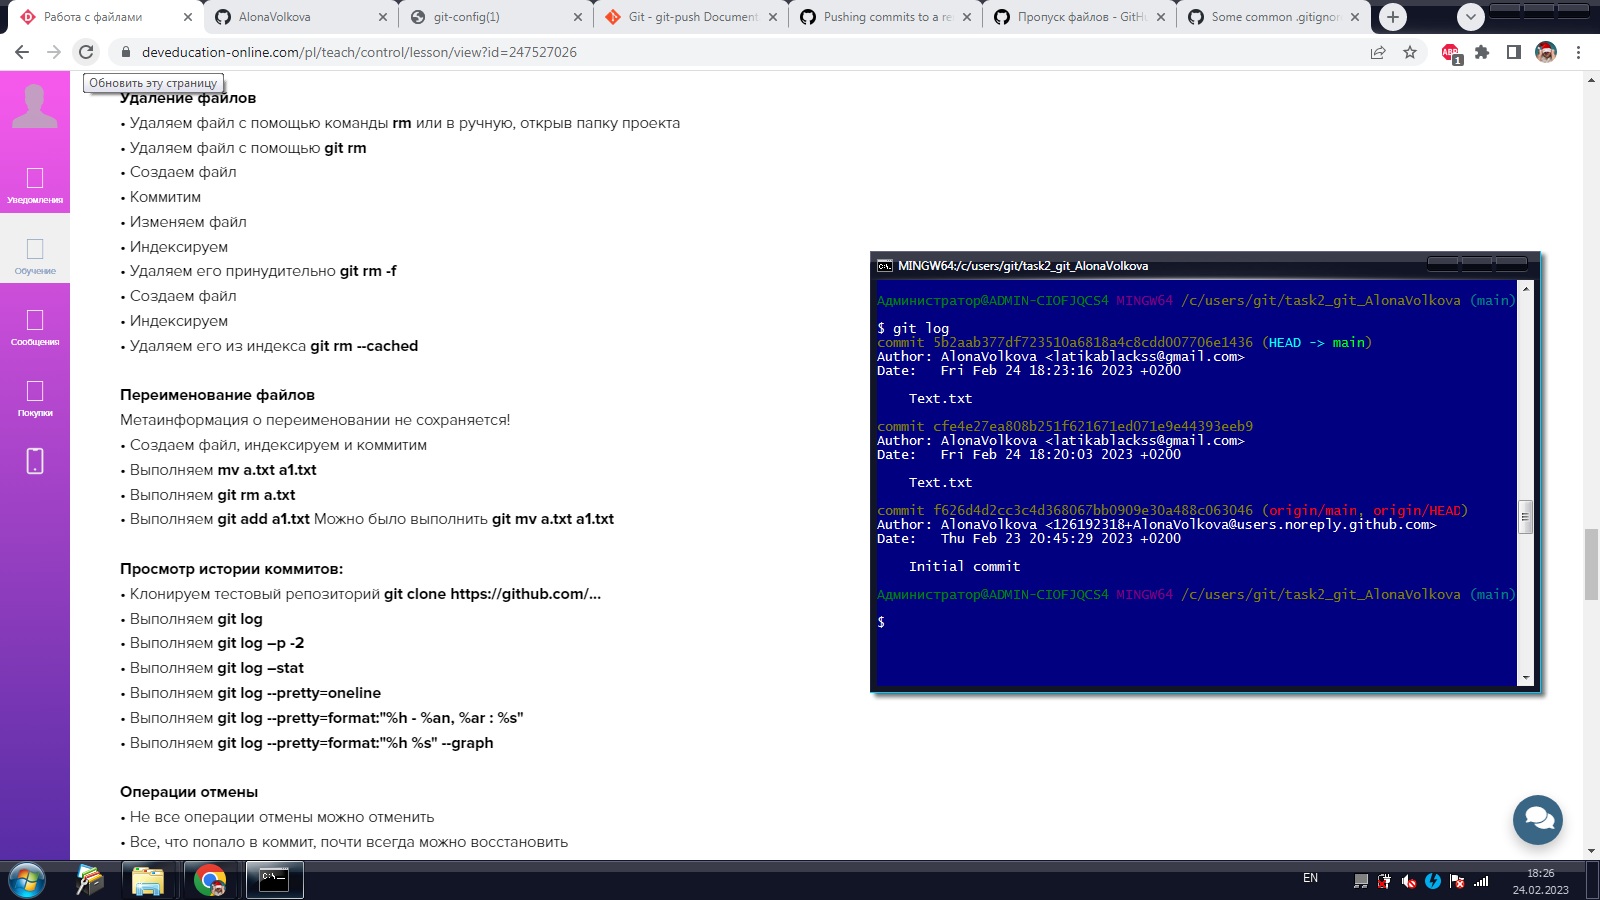 Работа с файлами
AlonaVolkova
git-config(1)
Git - git-push Document
Pushing commits to a re
Пропуск файлов - GitHu
Some common .gitignor
deveducation-online.com/pl/teach/control/lesson/view?id=247527026
ABP
1
Обновить эту страницу
Уведомления
Обучение
Сообщения
Покупки
Удаление файлов
• Удаляем файл с помощью команды rm или в ручную, открыв папку проекта
• Удаляем файл с помощью git rm
• Создаем файл
• Коммитим
• Изменяем файл
• Индексируем
• Удаляем его принудительно git rm -f
• Создаем файл
• Индексируем
• Удаляем его из индекса git rm --cached
Переименование файлов
Метаинформация о переименовании не сохраняется!
• Создаем файл, индексируем и коммитим
• Выполняем mv a.txt a1.txt
• Выполняем git rm a.txt
• Выполняем git add a1.txt Можно было выполнить git mv a.txt a1.txt
Просмотр истории коммитов:
• Клонируем тестовый репозиторий git clone https://github.com/...
• Выполняем git log
• Выполняем git log –p -2
• Выполняем git log –stat
• Выполняем git log --pretty=oneline
• Выполняем git log --pretty=format:"%h - %an, %ar : %s"
• Выполняем git log --pretty=format:"%h %s" --graph
Операции отмены
• Не все операции отмены можно отменить
• Все, что попало в коммит, почти всегда можно восстановить
MINGW64:/c/users/git/task2_git_AlonaVolkova
Администратор@ADMIN-CIOFJQCS4 MINGW64 /c/users/git/task2_git_AlonaVolkova (main)
$ git log
commit 5b2aab377df723510a6818a4c8cdd007706e1436 (HEAD -> main)
Author: AlonaVolkova <latikablackss@gmail.com>
Date:   Fri Feb 24 18:23:16 2023 +0200
Text.txt
commit cfe4e27ea808b251f621671ed071e9e44393eeb9
Author: AlonaVolkova <latikablackss@gmail.com>
Date:   Fri Feb 24 18:20:03 2023 +0200
Text.txt
commit f626d4d2cc3c4d368067bb0909e30a488c063046 (origin/main, origin/HEAD)
Author: AlonaVolkova <126192318+AlonaVolkova@users.noreply.github.com>
Date:   Thu Feb 23 20:45:29 2023 +0200
Initial commit
Администратор@ADMIN-CIOFJQCS4 MINGW64 /c/users/git/task2_git_AlonaVolkova (main)
$
EN
18:26
24.02.2023